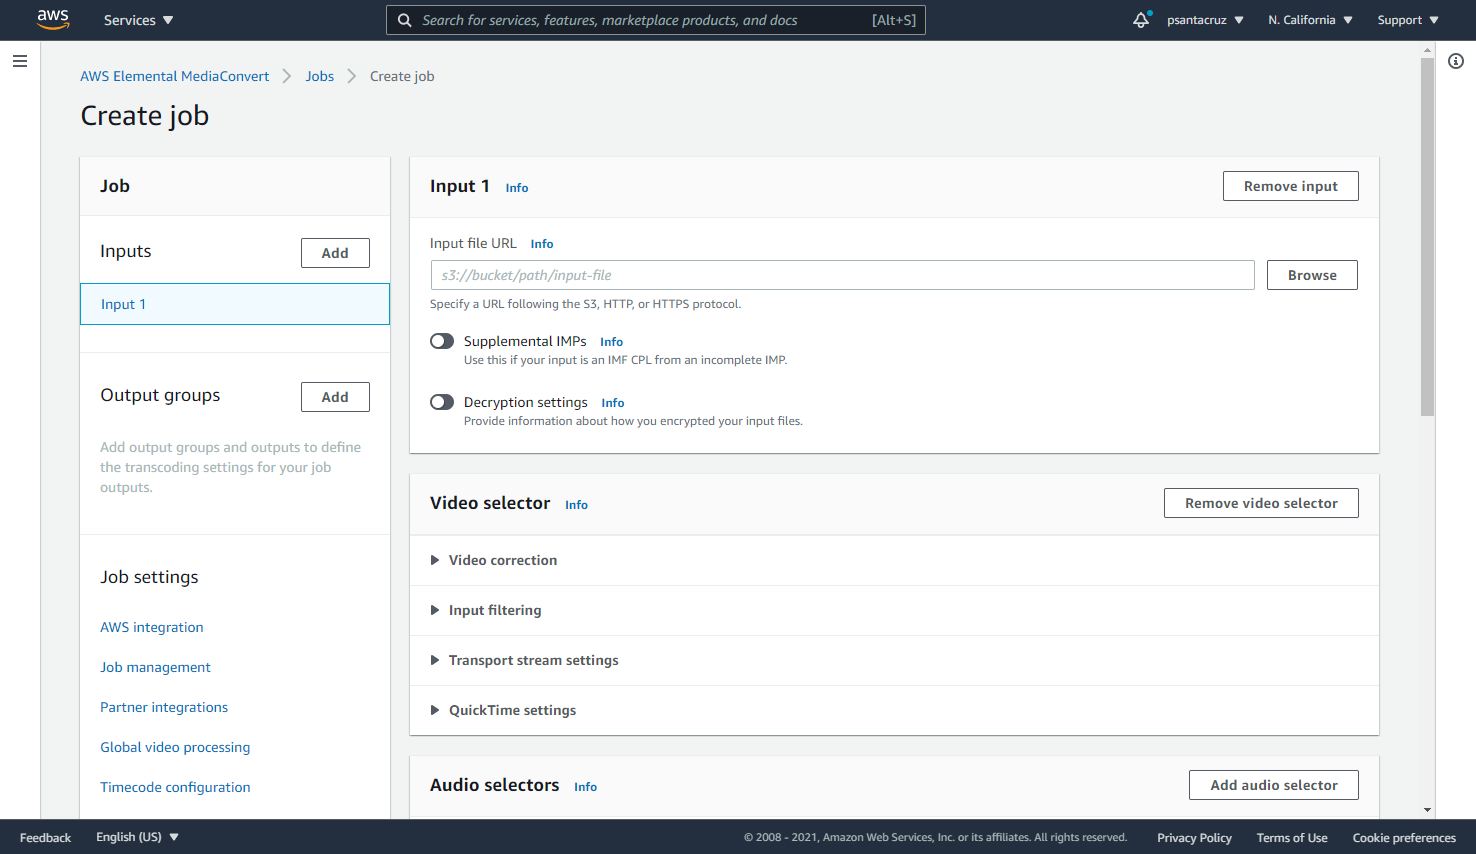 aws
Services
Search for services, features, marketplace products, and docs
[Alt+S]
psantacruz
N. California
Support
AWS Elemental MediaConvert
Jobs
Create job
Create job
Job
Inputs
Add
Input 1
Output groups
Add
Add output groups and outputs to define
the transcoding settings for your job
outputs.
Job settings
AWS integration
Job management
Partner integrations
Global video processing
Timecode configuration
Input 1
Info
Remove input
Input file URL
Info
s3://bucket/path/input-file
Browse
Specify a URL following the S3, HTTP, or HTTPS protocol.
Supplemental IMPs
Info
Use this if your input is an IMF CPL from an incomplete IMP.
Decryption settings
Info
Provide information about how you encrypted your input files.
Video selector
Info
Remove video selector
Video correction
Input filtering
Transport stream settings
QuickTime settings
Audio selectors
Info
Add audio selector
Feedback
English (US)
© 2008 - 2021, Amazon Web Services, Inc. or its affiliates. All rights reserved.
Privacy Policy
Terms of Use
Cookie preferences